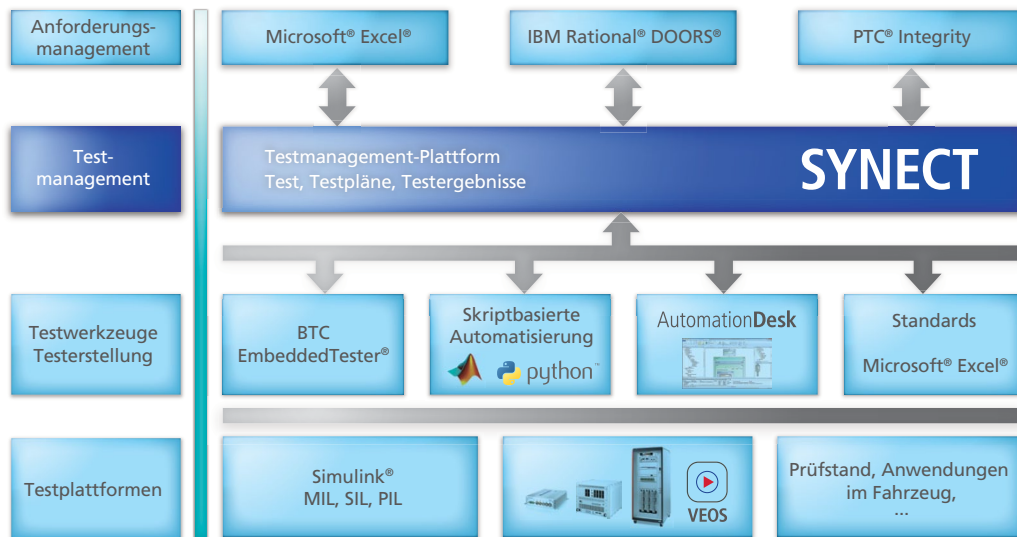 Anforderungs-
management
Microsoft® Excel®
IBM Rational® DOORS®
PTC® Integrity
Test-
management
Testmanagement-Plattform
Test, Testpläne, Testergebnisse
SYNECT
Testwerkzeuge
Testerstellung
BTC
EmbeddedTester®
Skriptbasierte
Automatisierung
python™
AutomationDesk
Standards
Microsoft® Excel®
Testplattformen
Simulink®
MIL, SIL, PIL
VEOS
Prüfstand, Anwendungen
im Fahrzeug,
...